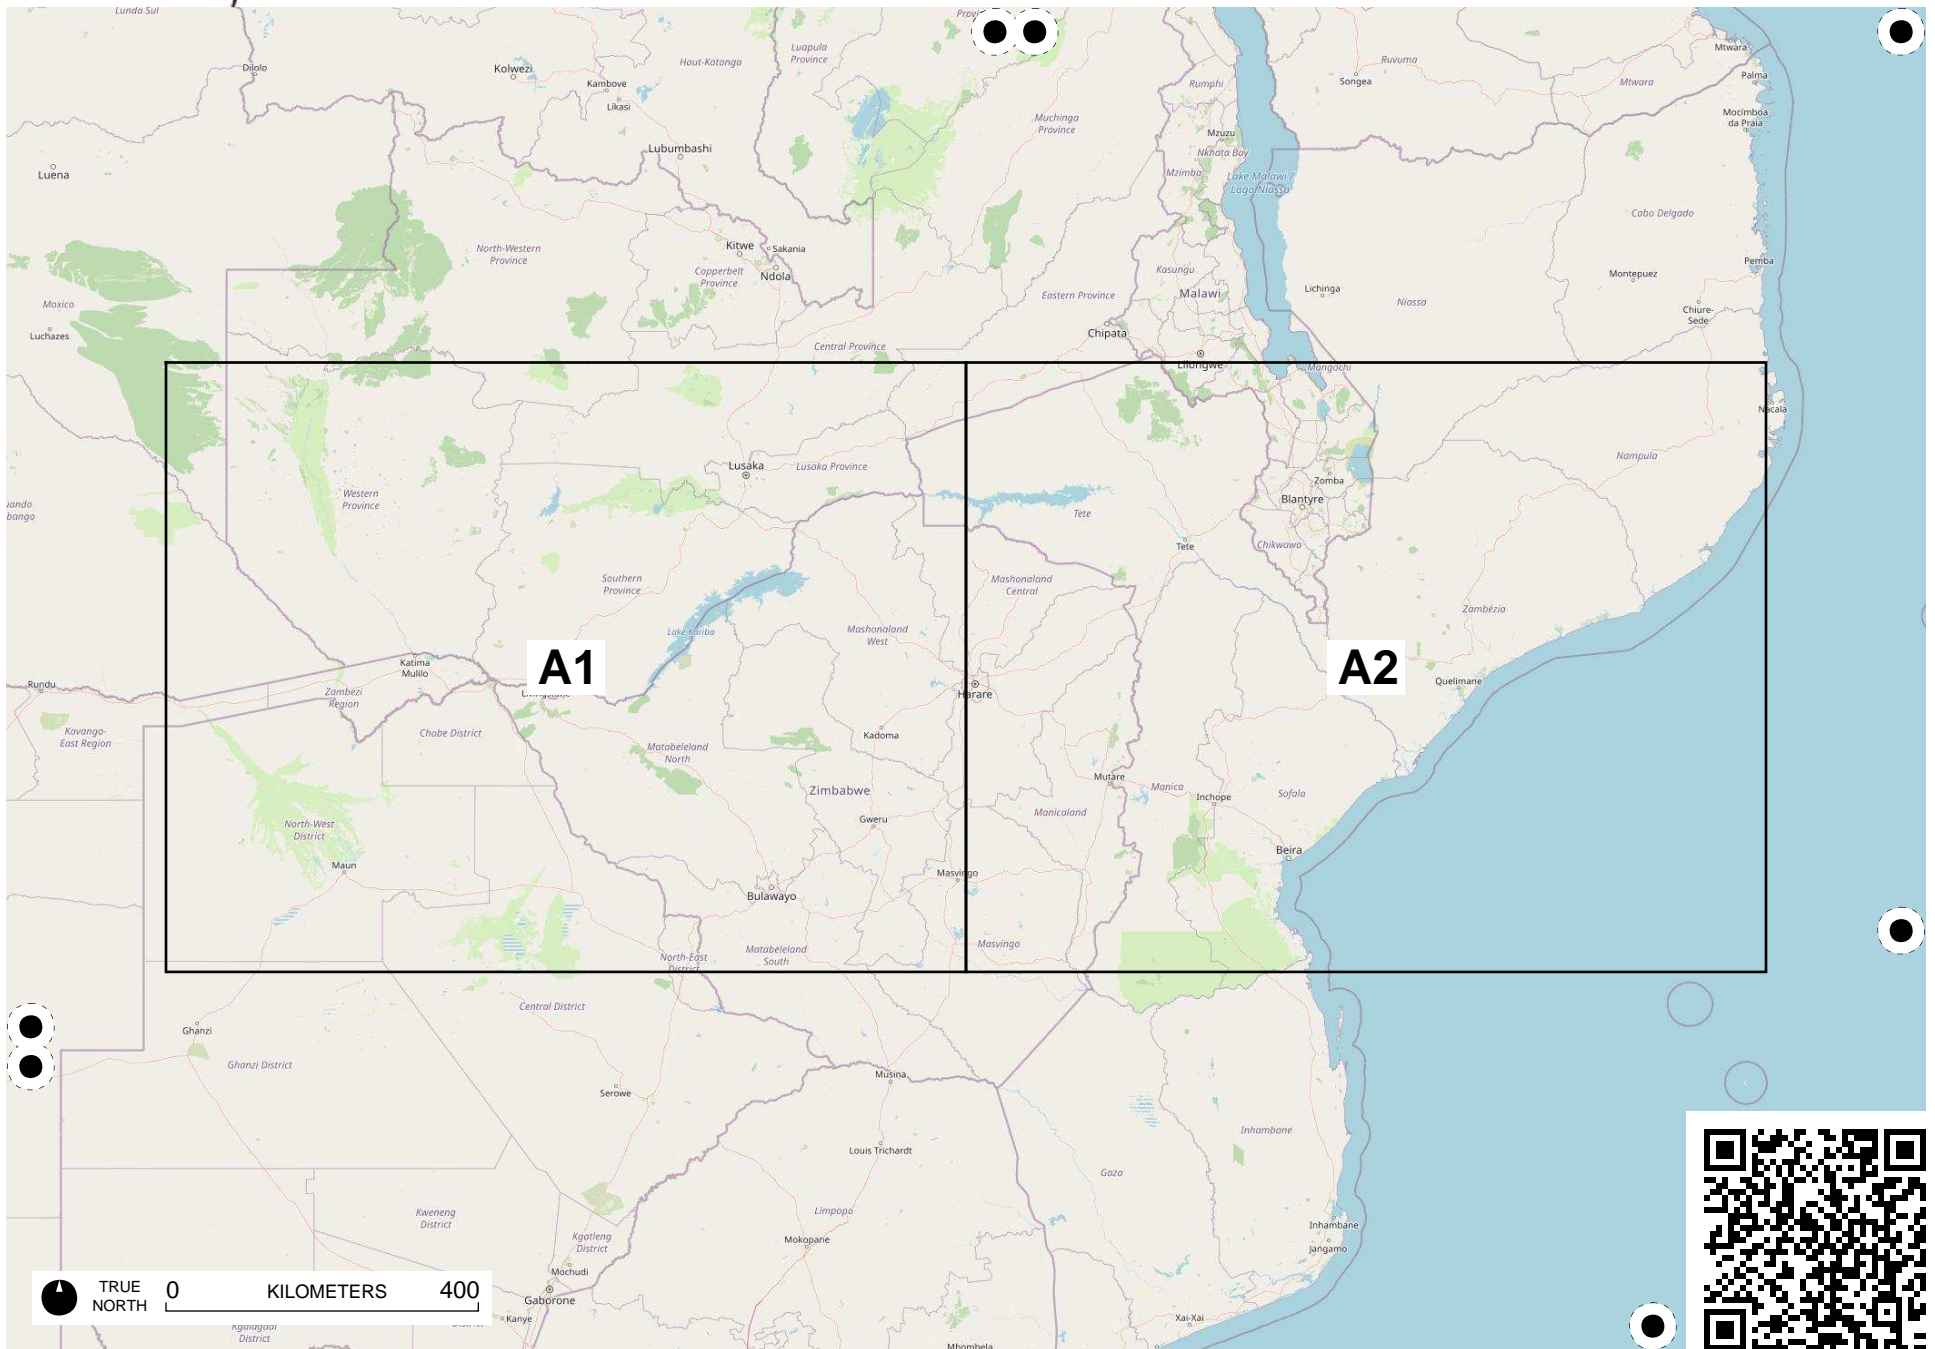 Lunda Sul
Dilolo
Kolwezi
Kambove
Likasi
Haut-Katanga
Luapula
Province
Rumphi
Songea
Ruvuma
Mtwara
Mtwara
Palma
Mocímboa
da Praia
Muchinga
Province
Mzuzu
Nkhata Bay
Mzimba
Lake Malawi /
Lago Niassa
Lubumbashi
Luena
Cabo Delgado
North-Western
Province
Kitwe
Sakania
Copperbelt
Province
Ndola
Kasungu
Malawi
Eastern Province
Pemba
Montepuez
Lichinga
Niassa
Chiure-
Sede
Moxico
Luchazes
Chipata
Central Province
Lilongwe
Mangochi
Nacala
Lusaka
Lusaka Province
Western
Province
Nampula
Zomba
Blantyre
Tete
Tete
Chikwawa
Southern
Province
Mashonaland
Central
Zambézia
Lake Kariba
Mashonaland
West
A1
A2
Katima
Mulilo
Rundu
Zambezi
Region
Harare
Quelimane
Kavango-
East Region
Chobe District
Kadoma
Matabeleland
North
Zimbabwe
Mutare
Manica
Inchope
Sofala
Manicaland
North-West
District
Gweru
Maun
Beira
Masvingo
Bulawayo
Masvingo
Matabeleland
South
North-East
District
Central District
Ghanzi
Ghanzi District
Musina
Serowe
Inhambane
Louis Trichardt
Gaza
Kweneng
District
Limpopo
Kgatleng
District
Mokopane
Inhambane
Jangamo
Mochudi
Gaborone
Kanye
Xai-Xai
Kgalagadi
District
Mbombela
TRUE
NORTH
0 KILOMETERS 400